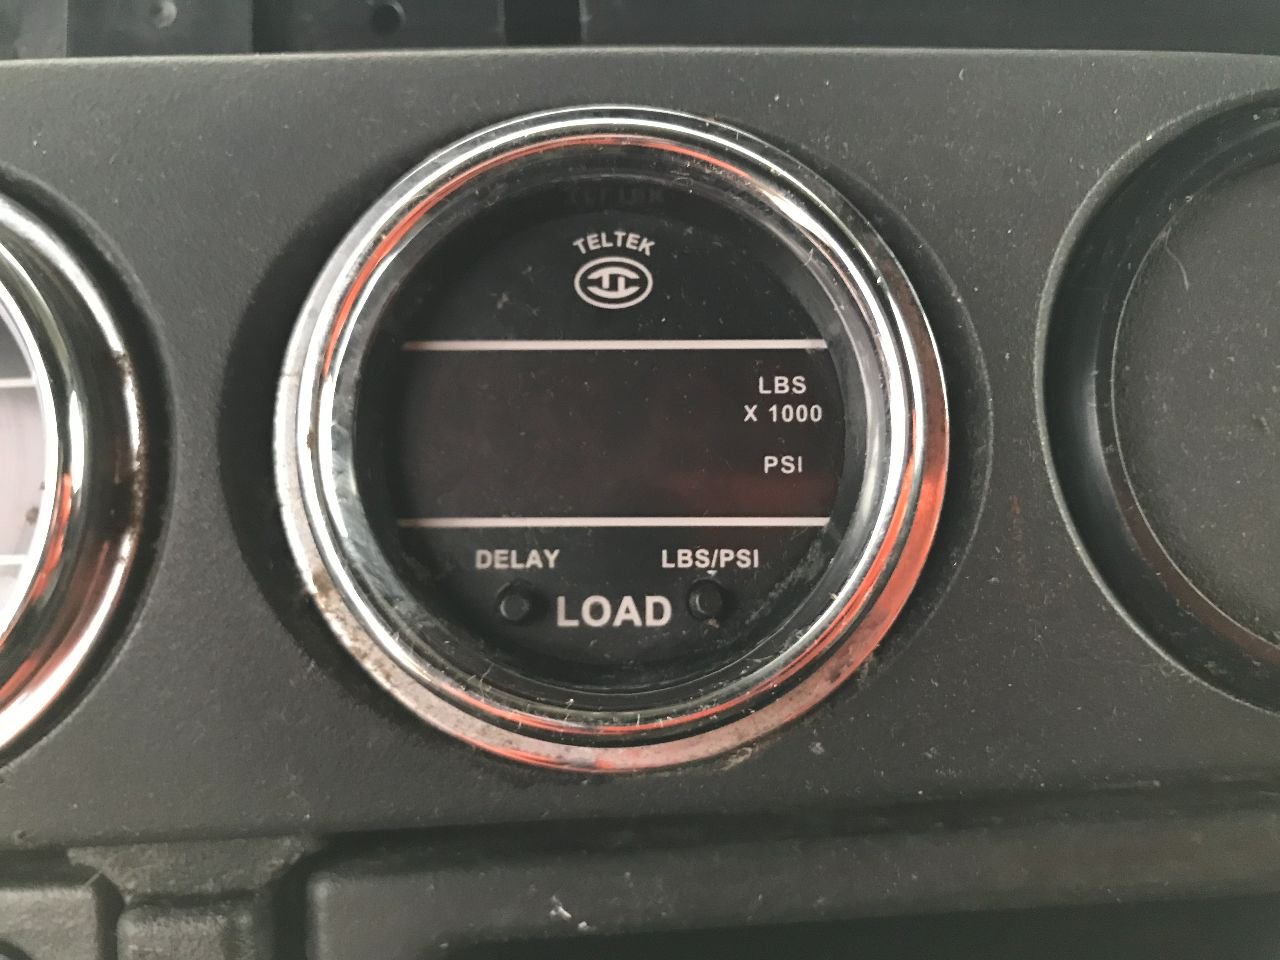 TELTEK
LBS
X 1000
PSI
DELAY
LBS/PSI
LOAD